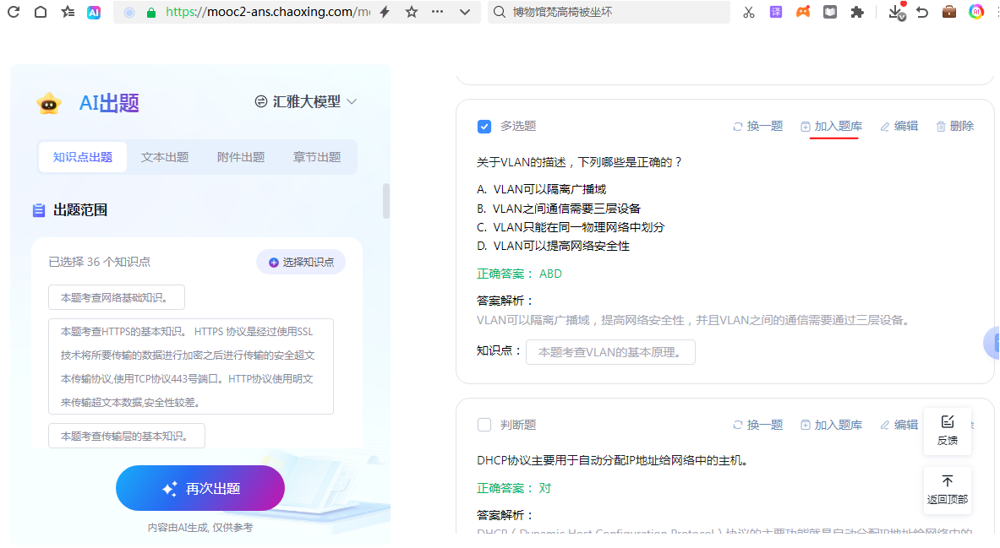 AI
https://mooc2-ans.chaoxing.com/m
博物馆梵高椅被坐坏
译
AI
AI出题
汇雅大模型
知识点出题 文本出题 附件出题 章节出题
出题范围
已选择 36 个知识点
选择知识点
本题考查网络基础知识。
本题考查HTTPS的基本知识。 HTTPS 协议是经过使用SSL
技术将所要传输的数据进行加密之后进行传输的安全超文
本传输协议,使用TCP协议443号端口。HTTP协议使用明文
来传输超文本数据,安全性较差。
本题考查传输层的基本知识。
再次出题
内容由AI生成, 仅供参考
多选题 换一题 加入题库 编辑 删除
关于VLAN的描述，下列哪些是正确的？
A. VLAN可以隔离广播域
B. VLAN之间通信需要三层设备
C. VLAN只能在同一物理网络中划分
D. VLAN可以提高网络安全性
正确答案： ABD
答案解析：
VLAN可以隔离广播域，提高网络安全性，并且VLAN之间的通信需要通过三层设备。
知识点： 本题考查VLAN的基本原理。
判断题 换一题 加入题库 编辑
DHCP协议主要用于自动分配IP地址给网络中的主机。
正确答案： 对
答案解析：
DHCP（Dynamic Host Configuration Protocol）协议的主要功能就是自动分配IP地址给网络中的
反馈
返回顶部